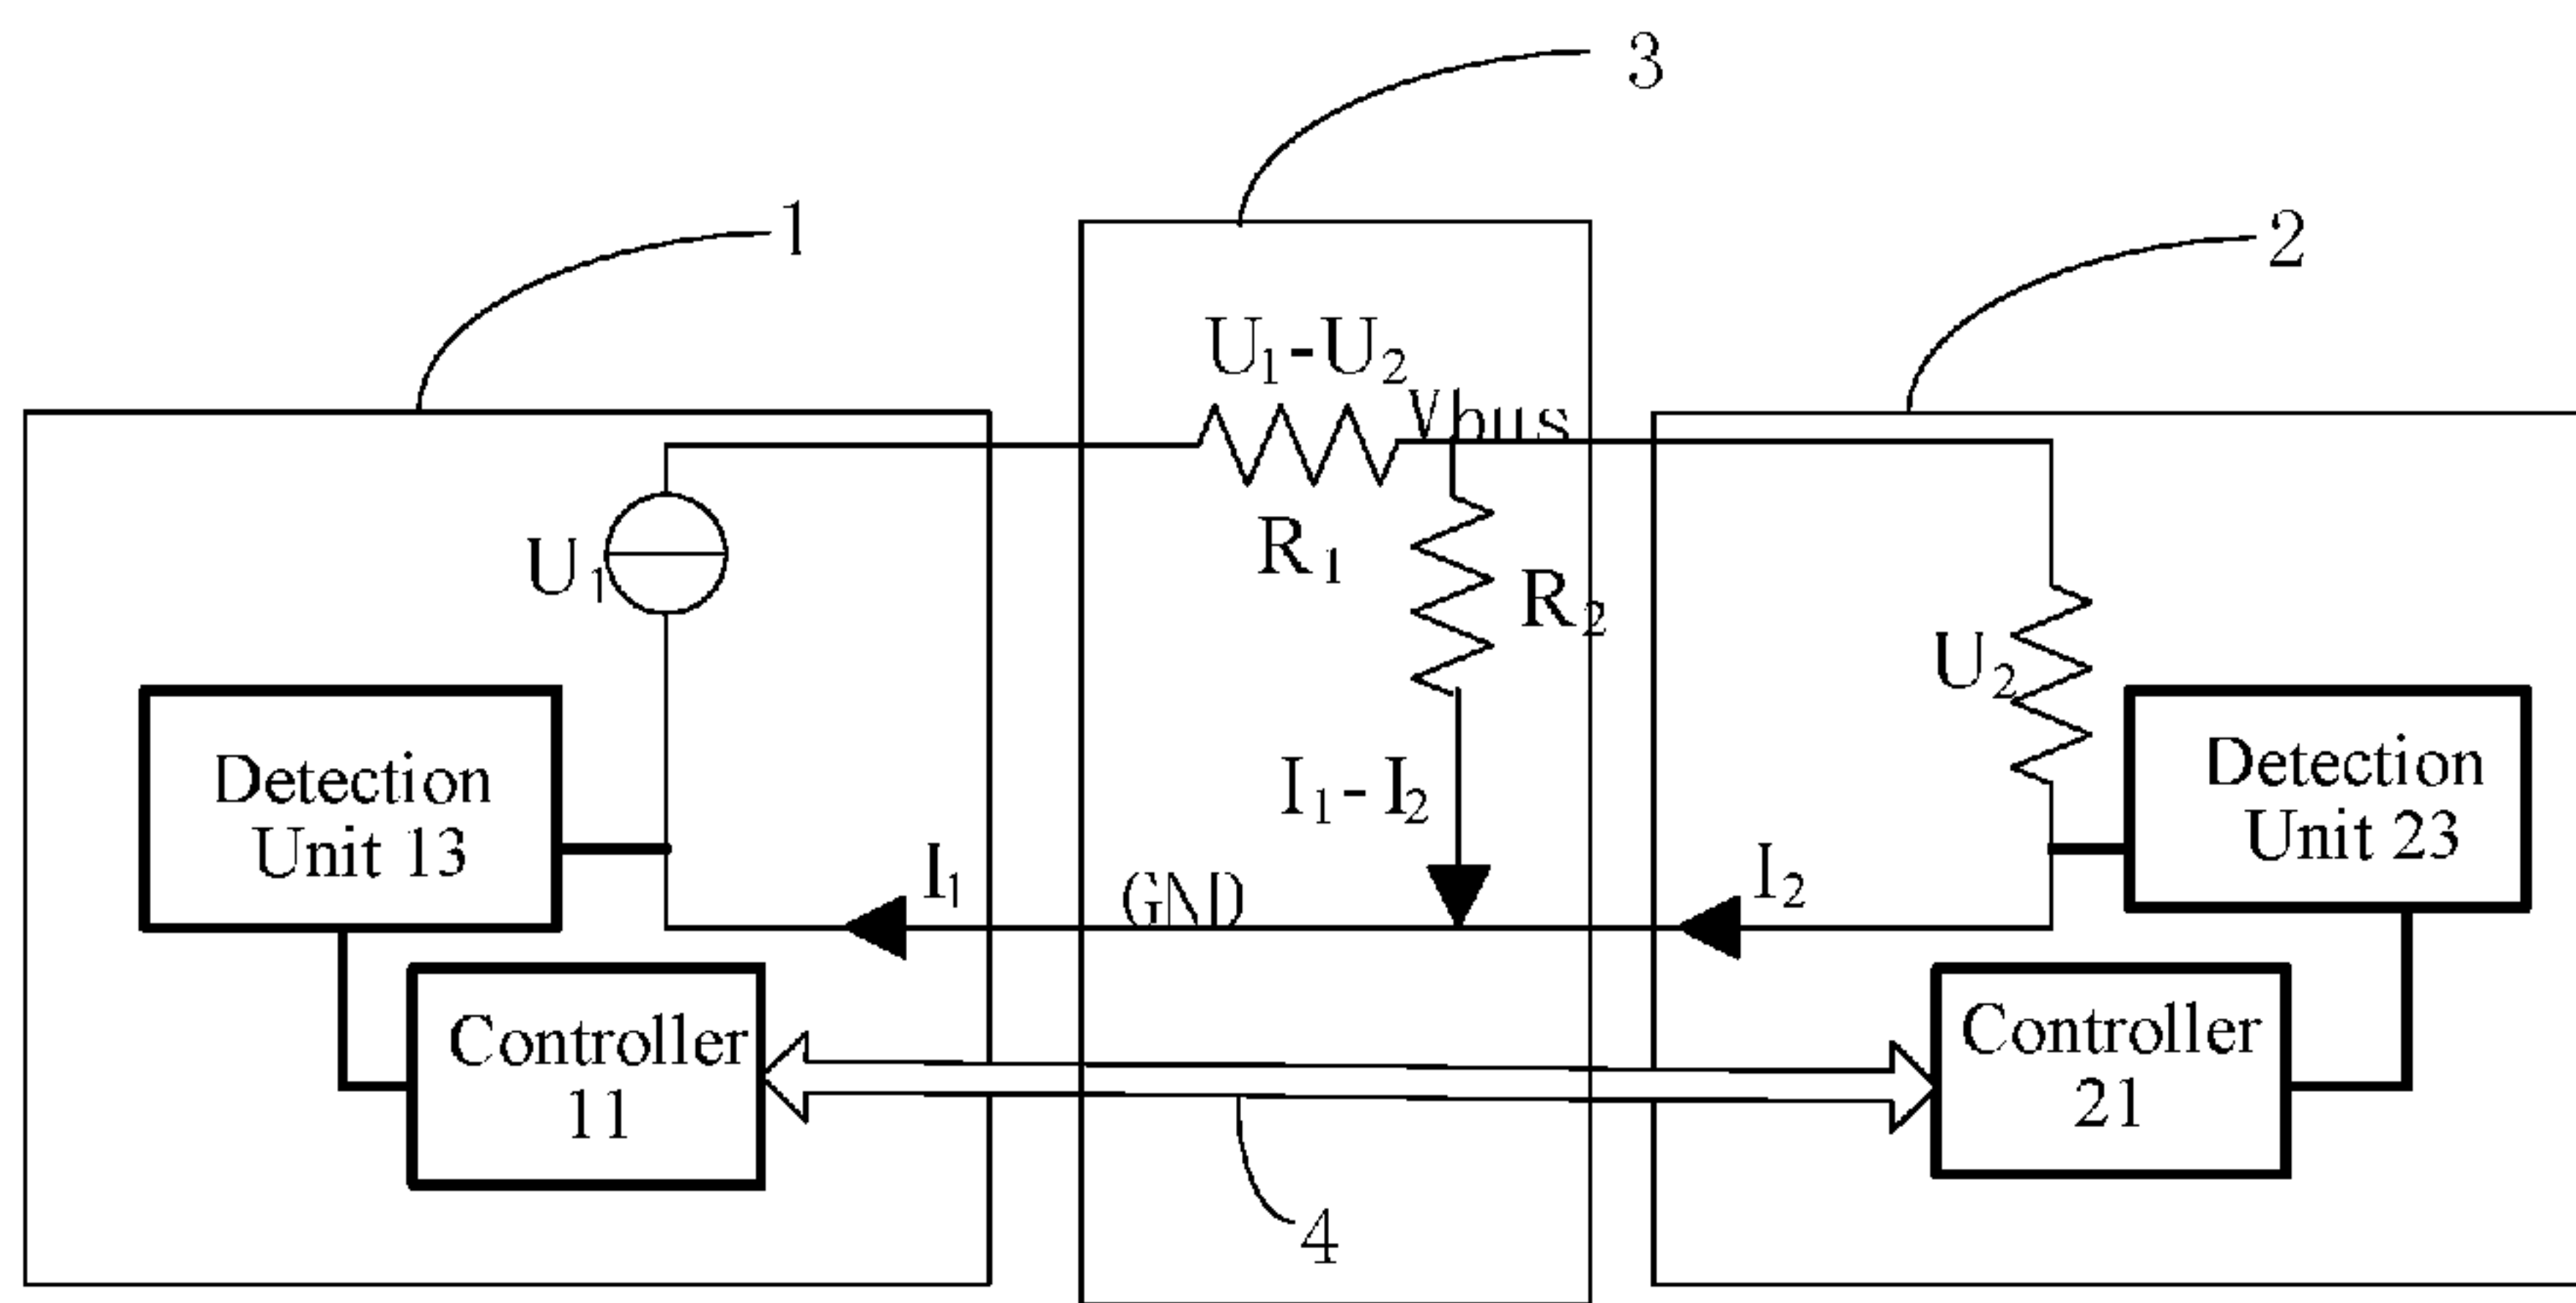 3
1
2
U1-U2
Vbus
U1
R1
R2
U2
Detection
Unit 13
Detection
Unit 23
I1-I2
I1
GND
I2
Controller
11
Controller
21
4